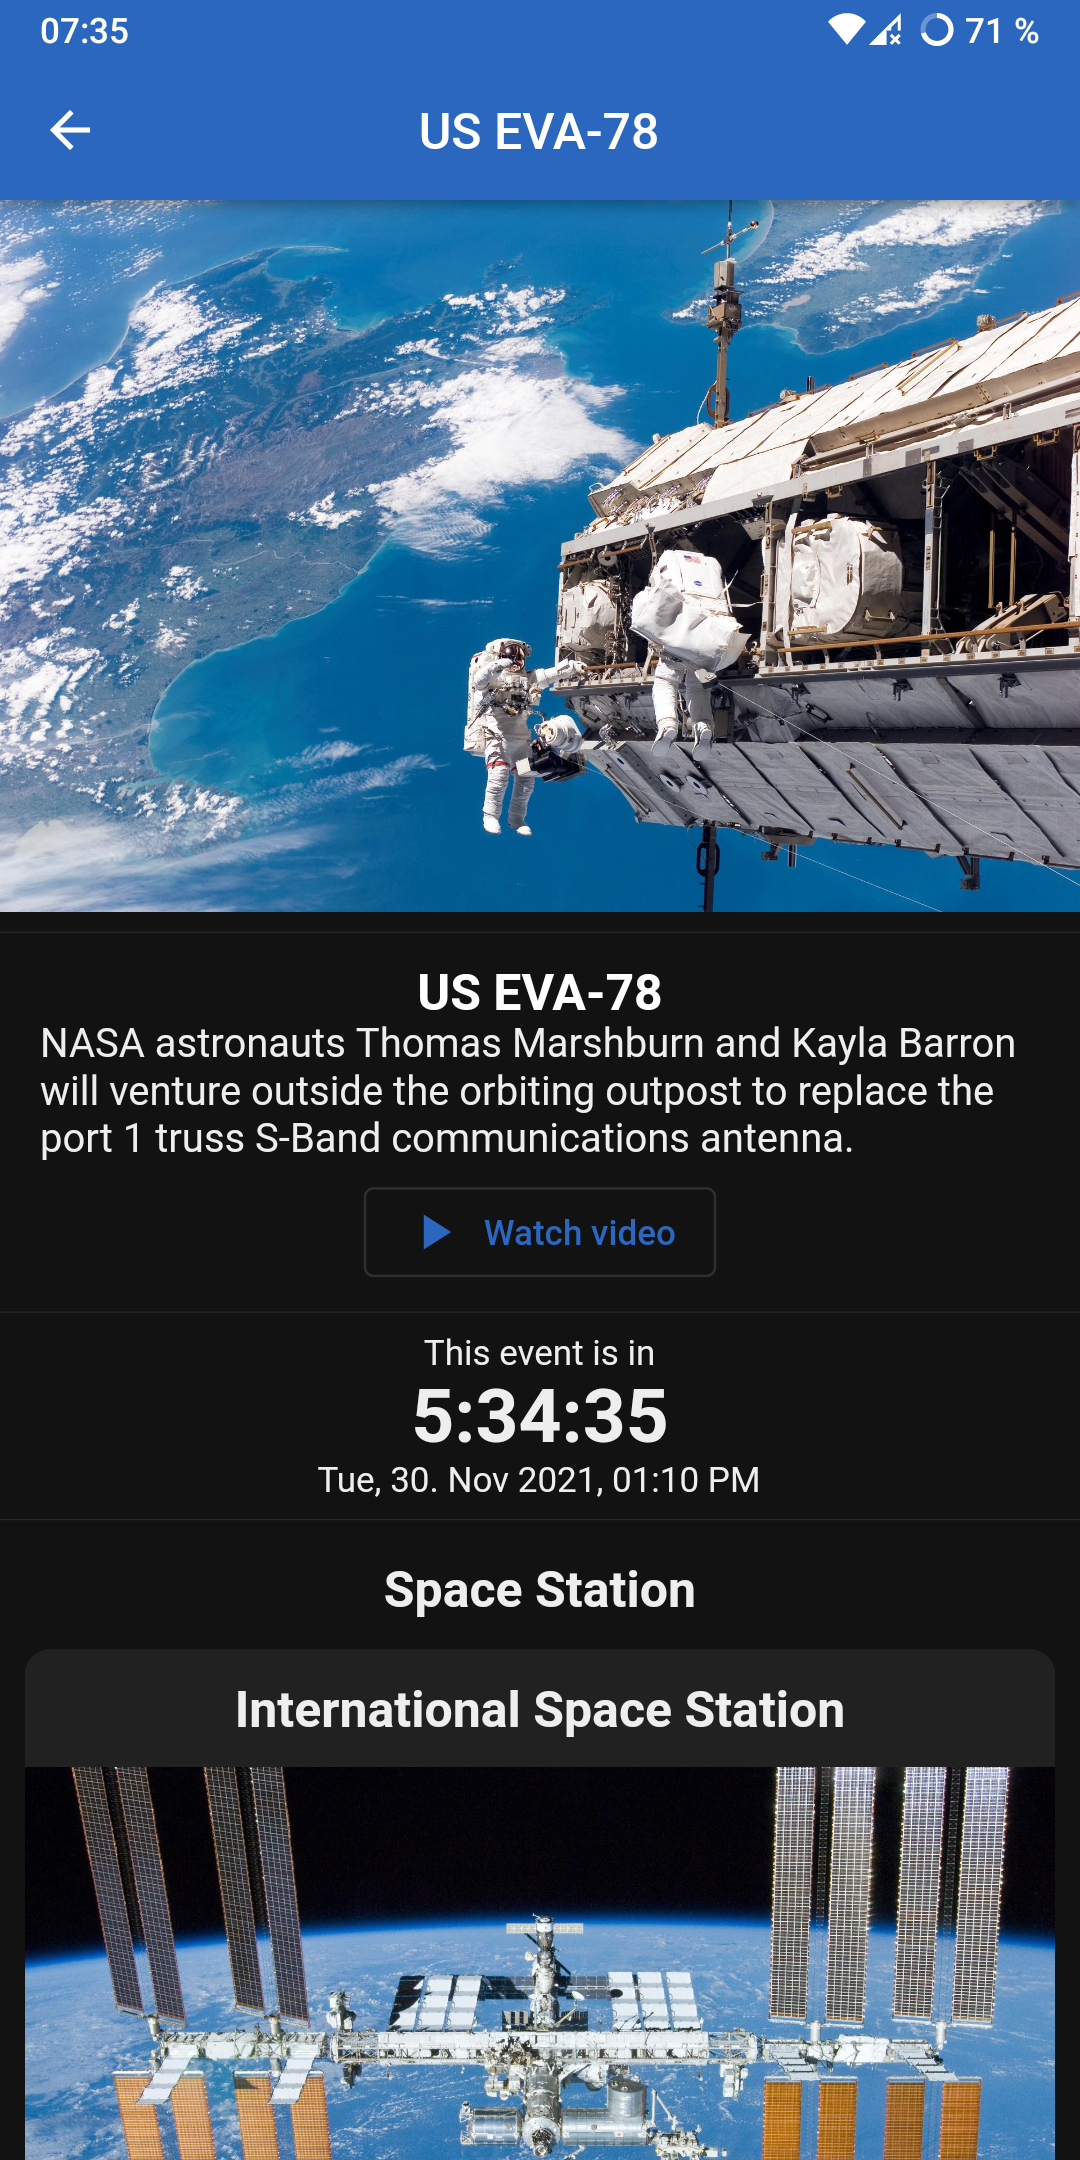 07:35
71 %
US EVA-78
US EVA-78
NASA astronauts Thomas Marshburn and Kayla Barron
will venture outside the orbiting outpost to replace the
port 1 truss S-Band communications antenna.
Watch video
This event is in
5:34:35
Tue, 30. Nov 2021, 01:10 PM
Space Station
International Space Station